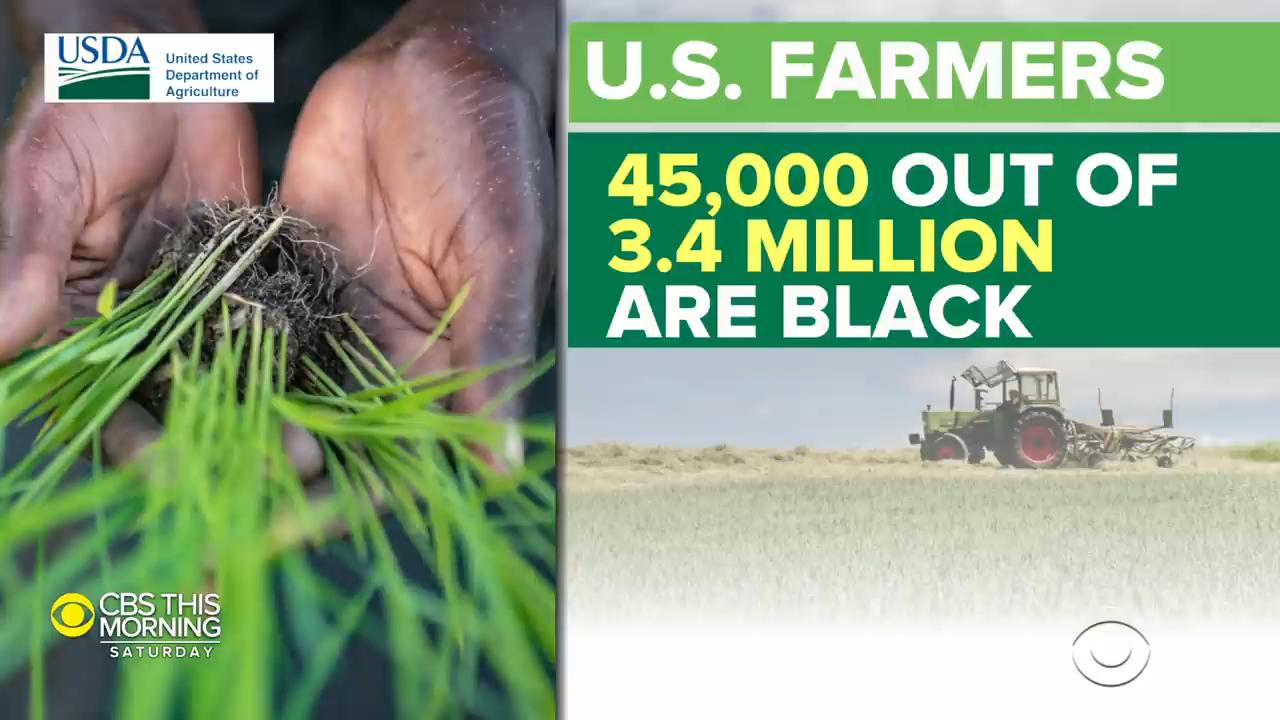 USDA
United States
Department of
Agriculture
U.S. FARMERS
45,000 OUT OF
3.4 MILLION
ARE BLACK
CBS THIS
MORNING
SATURDAY